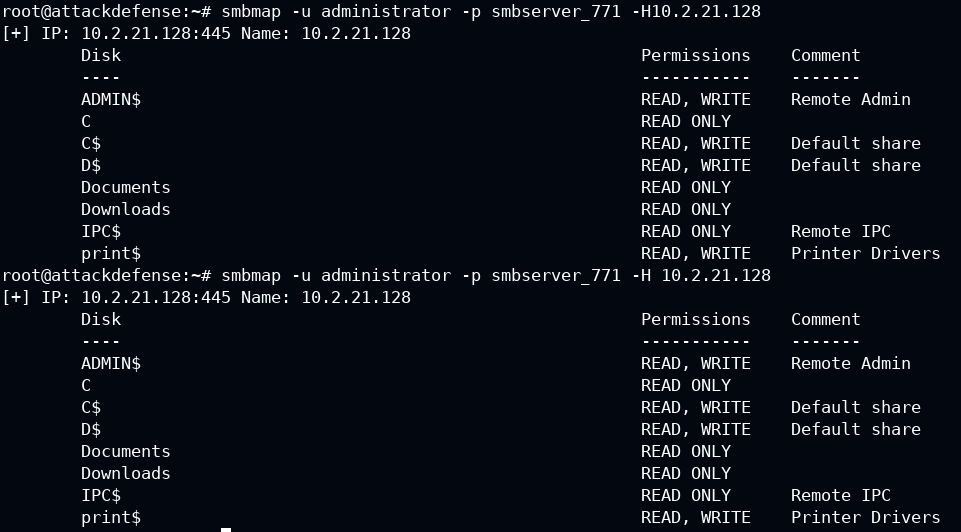 root@attackdefense:~# smbmap -u administrator -p smbserver_771 -H10.2.21.128
[+] IP: 10.2.21.128:445 Name: 10.2.21.128
Disk Permissions Comment
---- ----------- -------
ADMIN$ READ, WRITE Remote Admin
C READ ONLY
C$ READ, WRITE Default share
D$ READ, WRITE Default share
Documents READ ONLY
Downloads READ ONLY
IPC$ READ ONLY Remote IPC
print$ READ, WRITE Printer Drivers
root@attackdefense:~# smbmap -u administrator -p smbserver_771 -H 10.2.21.128
[+] IP: 10.2.21.128:445 Name: 10.2.21.128
Disk Permissions Comment
---- ----------- -------
ADMIN$ READ, WRITE Remote Admin
C READ ONLY
C$ READ, WRITE Default share
D$ READ, WRITE Default share
Documents READ ONLY
Downloads READ ONLY
IPC$ READ ONLY Remote IPC
print$ READ, WRITE Printer Drivers